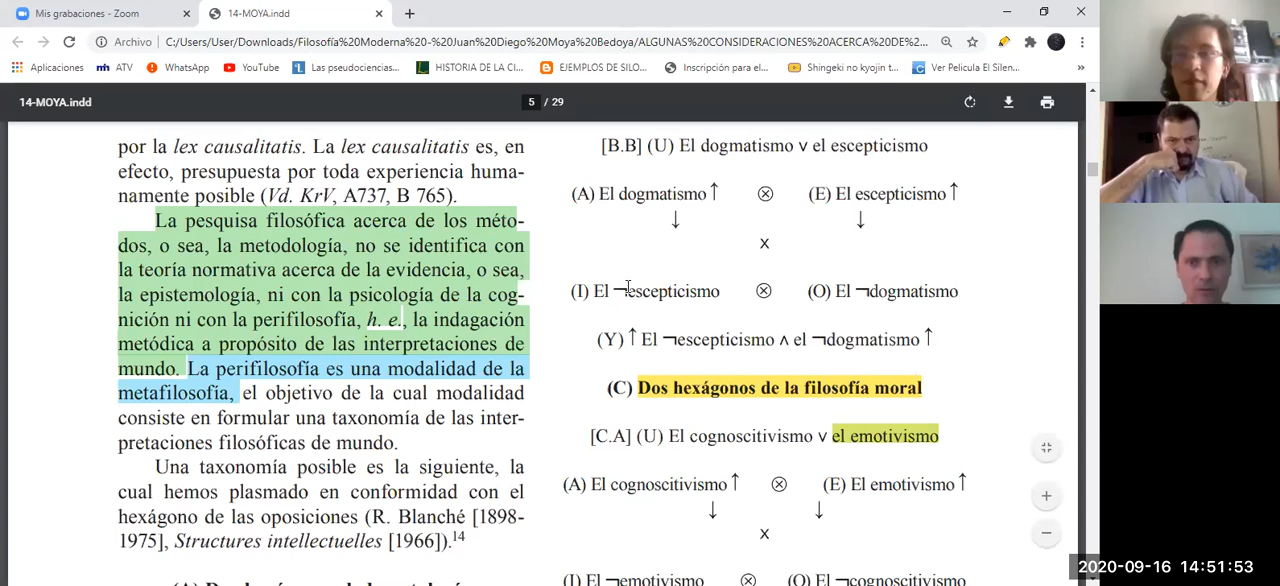 Mis grabaciones - Zoom
14-MOYA.indd
Archivo
C:/Users/User/Downloads/Filosofía%20Moderna%20-%20Juan%20Diego%20Moya%20Bedoya/ALGUNAS%20CONSIDERACIONES%20ACERCA%20DE%...
Aplicaciones
mh ATV
WhatsApp
YouTube
Las pseudociencias...
HISTORIA DE LA CI...
EJEMPLOS DE SILO...
Inscripción para el...
Shingeki no kyojin t...
Ver Pelicula El Silen...
»
14-MOYA.indd
5 / 29
por la lex causalitatis. La lex causalitatis es, en
efecto, presupuesta por toda experiencia huma-
namente posible (Vd. KrV, A737, B 765).
La pesquisa filosófica acerca de los méto-
dos, o sea, la metodología, no se identifica con
la teoría normativa acerca de la evidencia, o sea,
la epistemología, ni con la psicología de la cog-
nición ni con la perifilosofía, h. e., la indagación
metódica a propósito de las interpretaciones de
mundo. La perifilosofía es una modalidad de la
metafilosofía, el objetivo de la cual modalidad
consiste en formular una taxonomía de las inter-
pretaciones filosóficas de mundo.
Una taxonomía posible es la siguiente, la
cual hemos plasmado en conformidad con el
hexágono de las oposiciones (R. Blanché [1898-
1975], Structures intellectuelles [1966]).14
[B.B] (U) El dogmatismo ∨ el escepticismo
(A) El dogmatismo ↑ ⊗ (E) El escepticismo ↑
↓ ↓
x
(I) El ¬escepticismo ⊗ (O) El ¬dogmatismo
(Y) ↑ El ¬escepticismo ∧ el ¬dogmatismo ↑
(C) Dos hexágonos de la filosofía moral
[C.A] (U) El cognoscitivismo ∨ el emotivismo
(A) El cognoscitivismo ↑ ⊗ (E) El emotivismo ↑
↓ ↓
x
(I) El ¬emotivismo ⊗ (O) El ¬cognoscitivismo
2020-09-16 14:51:53